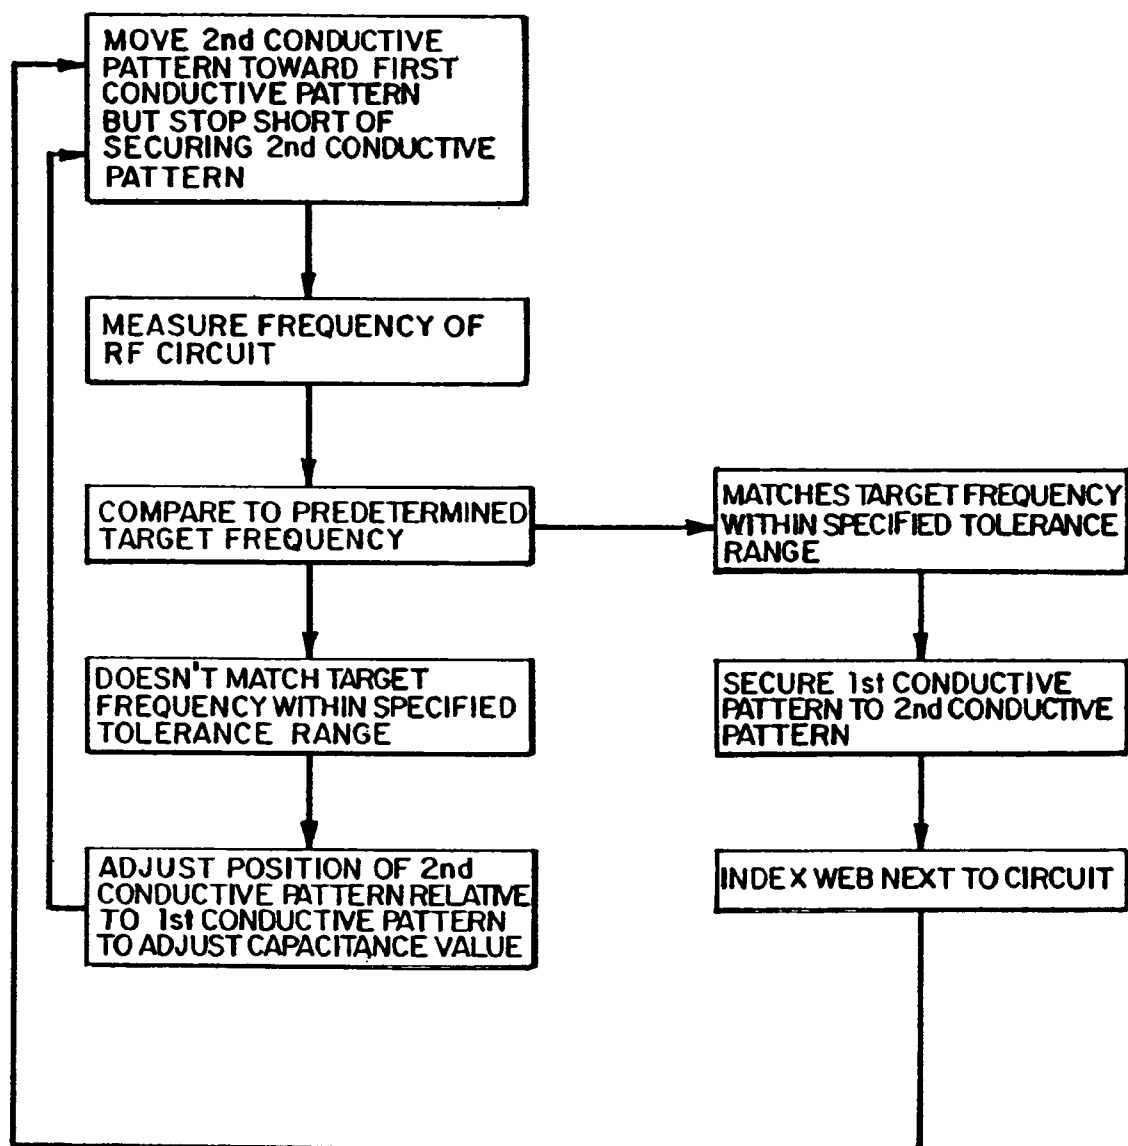 MOVE 2nd CONDUCTIVE
PATTERN TOWARD FIRST
CONDUCTIVE PATTERN
BUT STOP SHORT OF
SECURING 2nd CONDUCTIVE
PATTERN
MEASURE FREQUENCY OF
RF CIRCUIT
COMPARE TO PREDETERMINED
TARGET FREQUENCY
MATCHES TARGET FREQUENCY
WITHIN SPECIFIED TOLERANCE
RANGE
DOESN'T MATCH TARGET
FREQUENCY WITHIN SPECIFIED
TOLERANCE RANGE
SECURE 1st CONDUCTIVE
PATTERN TO 2nd CONDUCTIVE
PATTERN
ADJUST POSITION OF 2nd
CONDUCTIVE PATTERN RELATIVE
TO 1st CONDUCTIVE PATTERN
TO ADJUST CAPACITANCE VALUE
INDEX WEB NEXT TO CIRCUIT